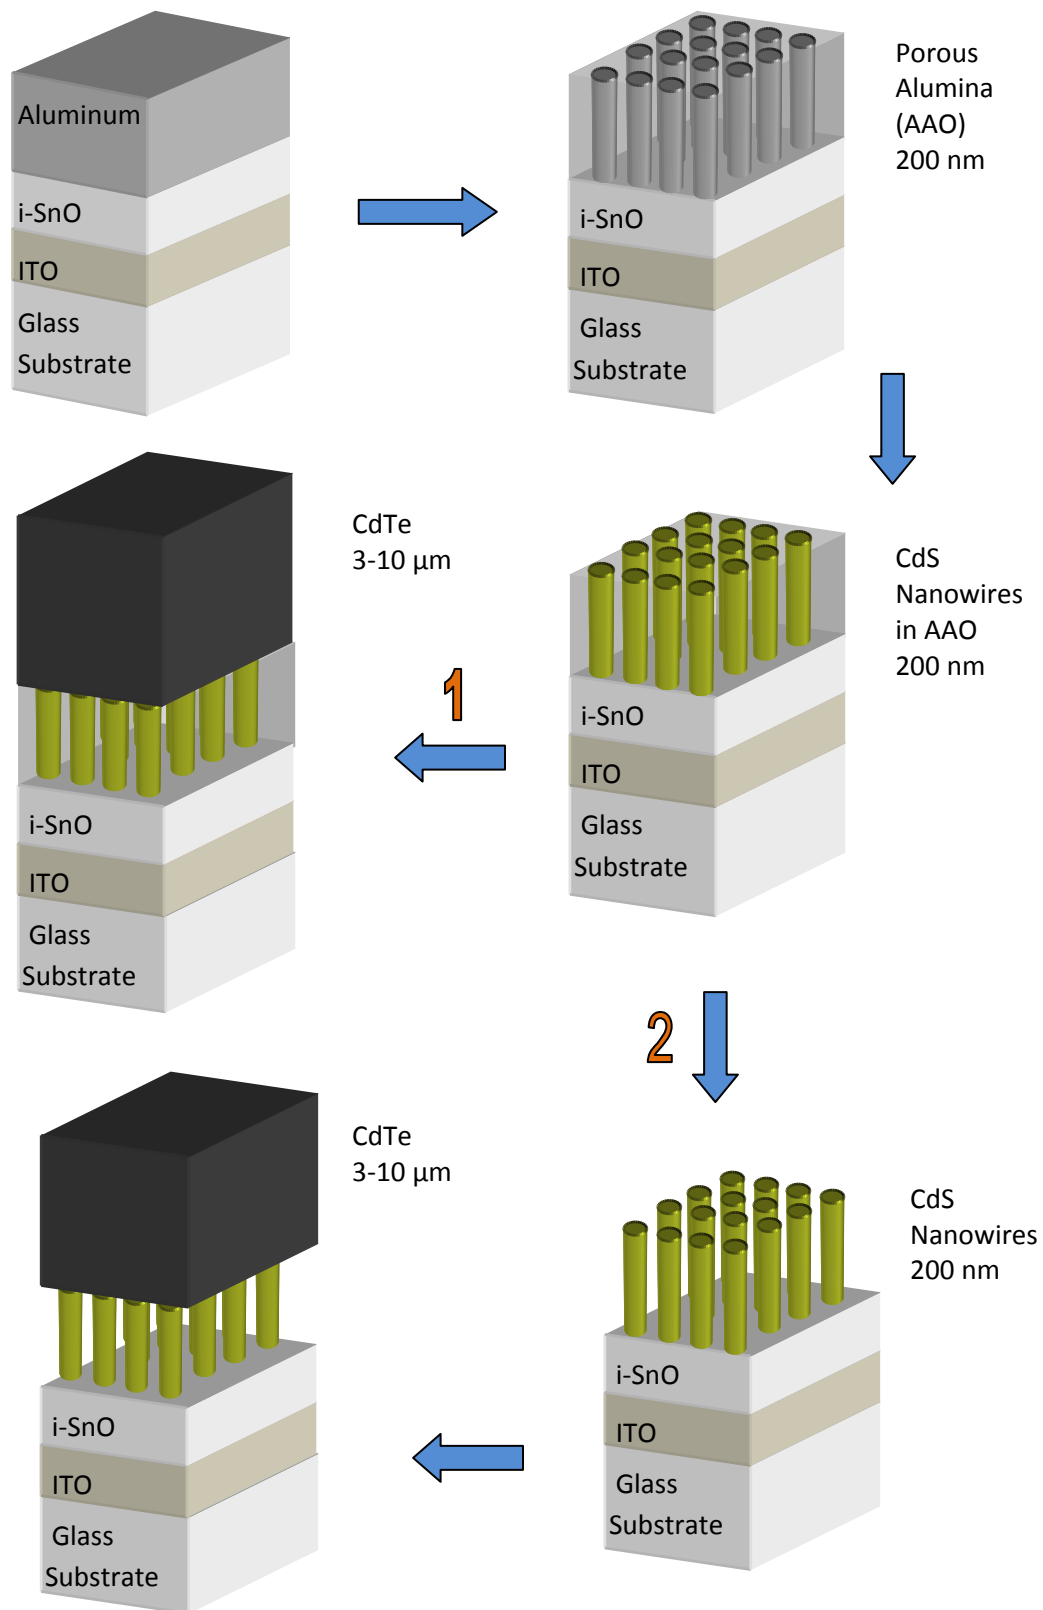 Aluminum
i-SnO
ITO
Glass
Substrate
Porous
Alumina
(AAO)
200 nm
i-SnO
ITO
Glass
Substrate
CdTe
3-10 µm
i-SnO
ITO
Glass
Substrate
1
CdS
Nanowires
in AAO
200 nm
i-SnO
ITO
Glass
Substrate
2
CdTe
3-10 µm
i-SnO
ITO
Glass
Substrate
CdS
Nanowires
200 nm
i-SnO
ITO
Glass
Substrate